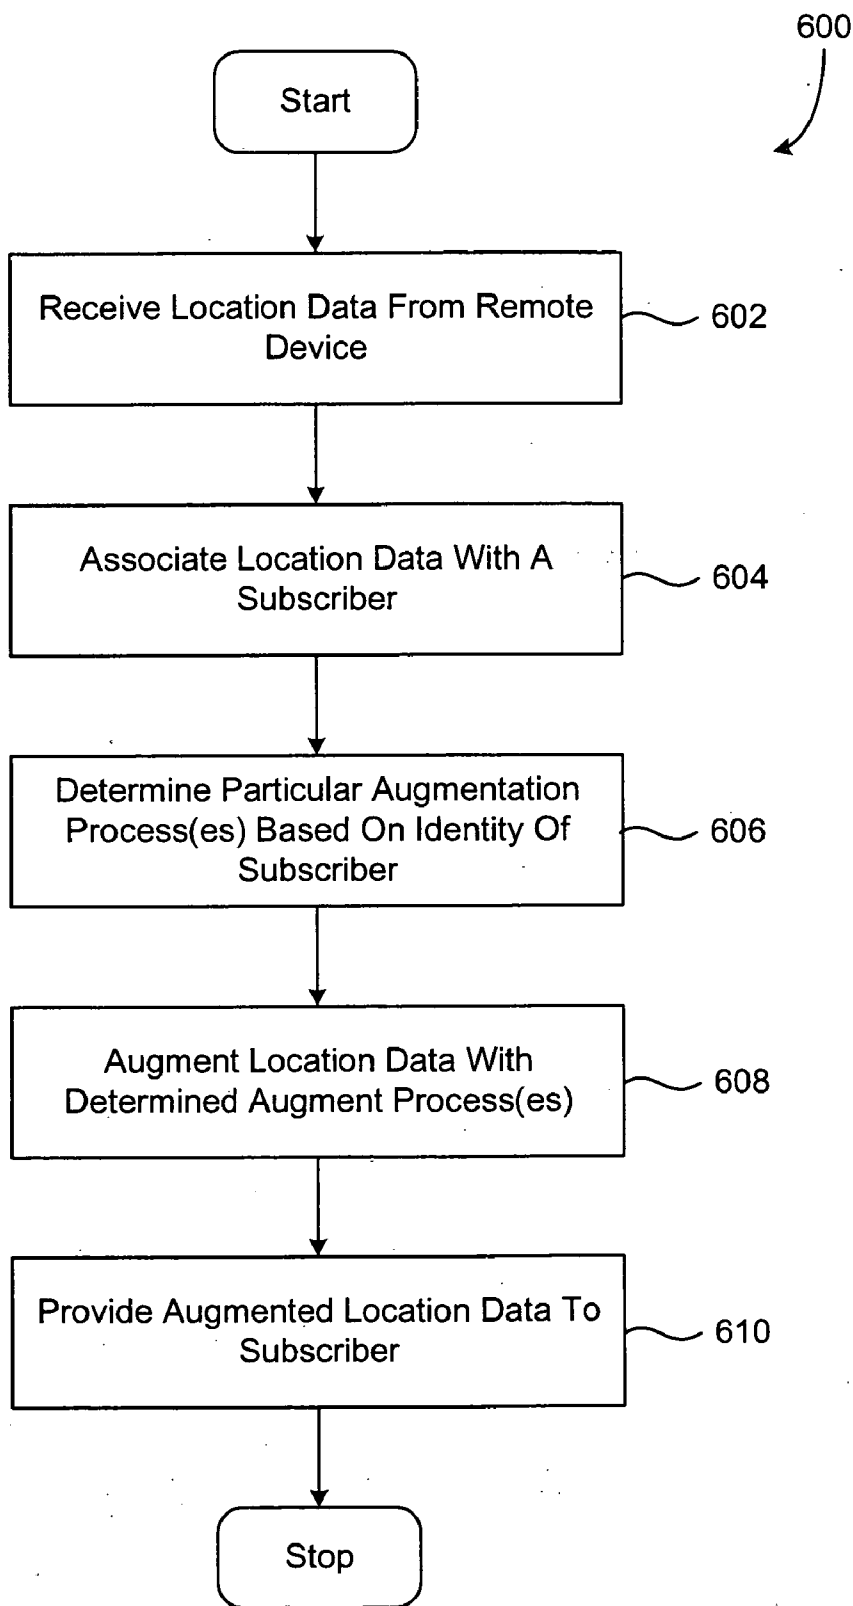 600
Start
Receive Location Data From Remote
Device
602
Associate Location Data With A
Subscriber
604
Determine Particular Augmentation
Process(es) Based On Identity Of
Subscriber
606
Augment Location Data With
Determined Augment Process(es)
608
Provide Augmented Location Data To
Subscriber
610
Stop